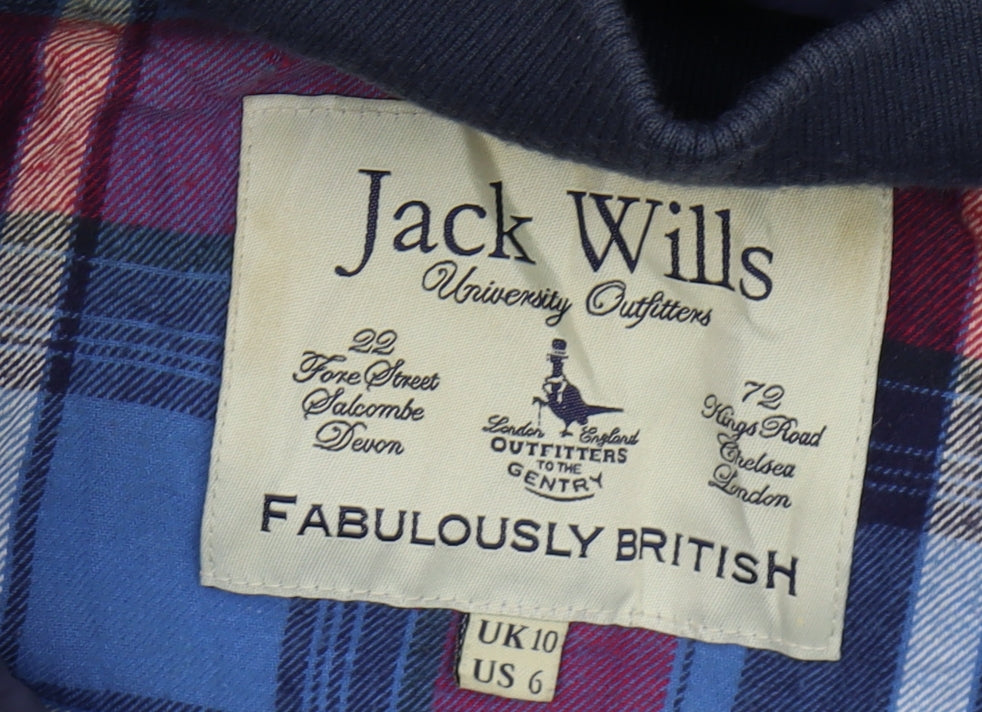 Jack Wills
University Outfitters
22
Fore Street
Salcombe
Devon
London England
OUTFITTERS
TO THE
GENTRY
72
Kings Road
Chelsea
London
FABULOUSLY BRITISH
UK 10
US 6